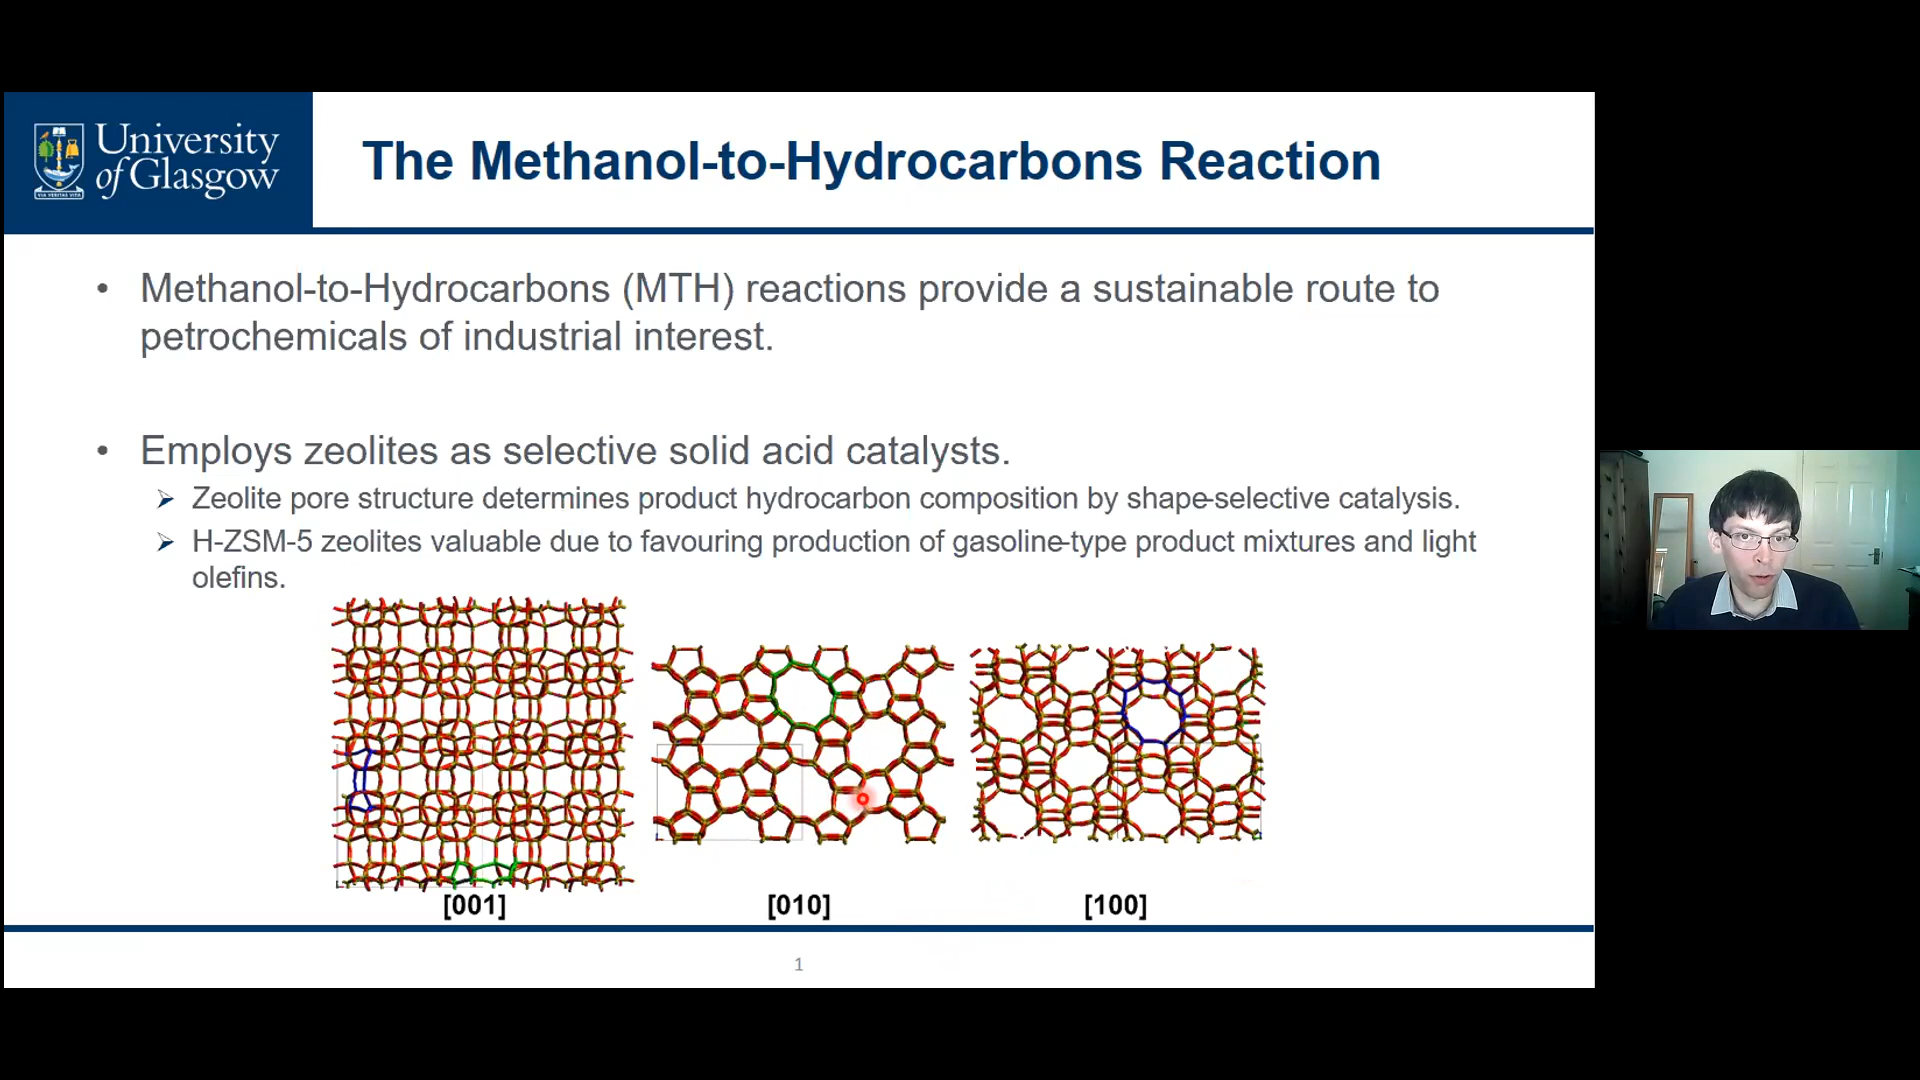 University
of Glasgow
VIA VERITAS VITA
The Methanol-to-Hydrocarbons Reaction
• Methanol-to-Hydrocarbons (MTH) reactions provide a sustainable route to
petrochemicals of industrial interest.
• Employs zeolites as selective solid acid catalysts.
➢ Zeolite pore structure determines product hydrocarbon composition by shape-selective catalysis.
➢ H-ZSM-5 zeolites valuable due to favouring production of gasoline-type product mixtures and light
olefins.
[001]
[010]
[100]
1